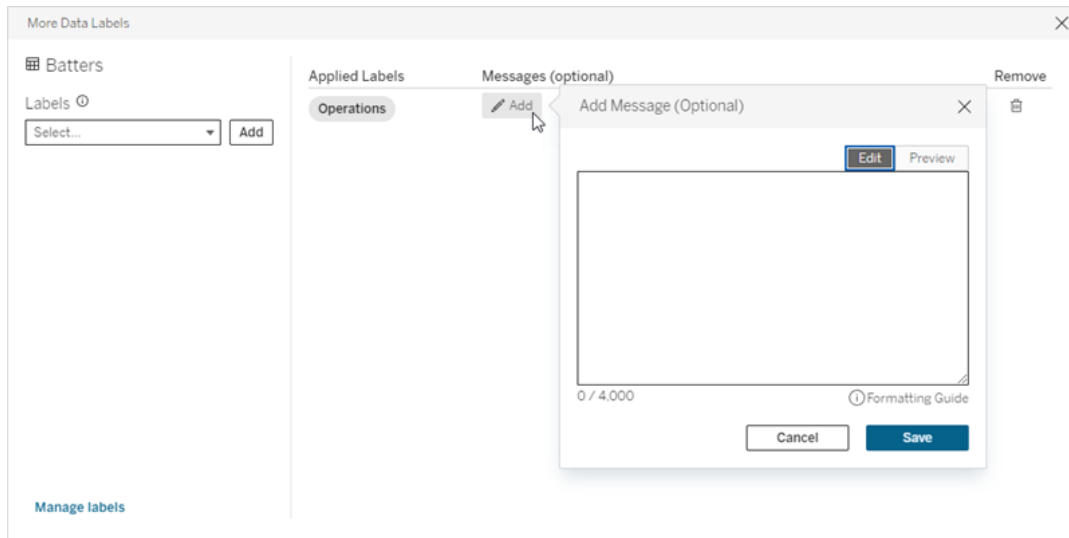 More Data Labels
Batters
Labels
Select...
Add
Manage labels
Applied Labels
Messages (optional)
Remove
Operations
Add
Add Message (Optional)
Edit
Preview
0 / 4,000
Formatting Guide
Cancel
Save